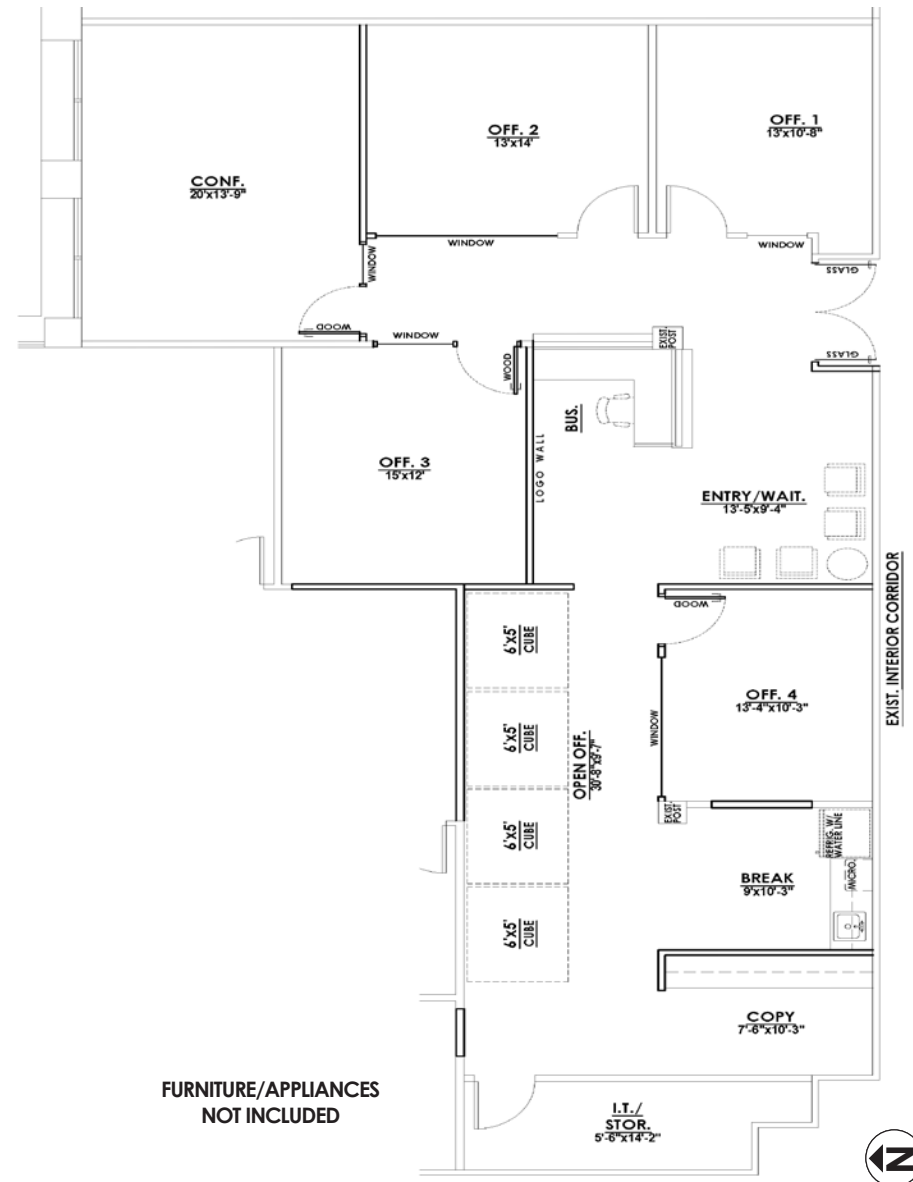 OFF. 2
13'x14'
OFF. 1
13'x10'-8"
CONF.
20'x13'-9"
WINDOW
WINDOW
WINDOW
GLASS
WOOD
WINDOW
EXIST.
POST
GLASS
WOOD
BUS.
LOGO WALL
OFF. 3
15'x12'
ENTRY/WAIT.
13'-5"x9'-4"
EXIST. INTERIOR CORRIDOR
WOOD
6'x5'
CUBE
6'x5'
CUBE
6'x5'
CUBE
6'x5'
CUBE
OPEN OFF.
30'-8"x9'-7"
WINDOW
OFF. 4
13'-4"x10'-3"
EXIST.
POST
REFRIG. W/
WATER LINE
MICRO.
BREAK
9'x10'-3"
COPY
7'-6"x10'-3"
FURNITURE/APPLIANCES
NOT INCLUDED
I.T./
STOR.
5'-6"x14'-2"
N